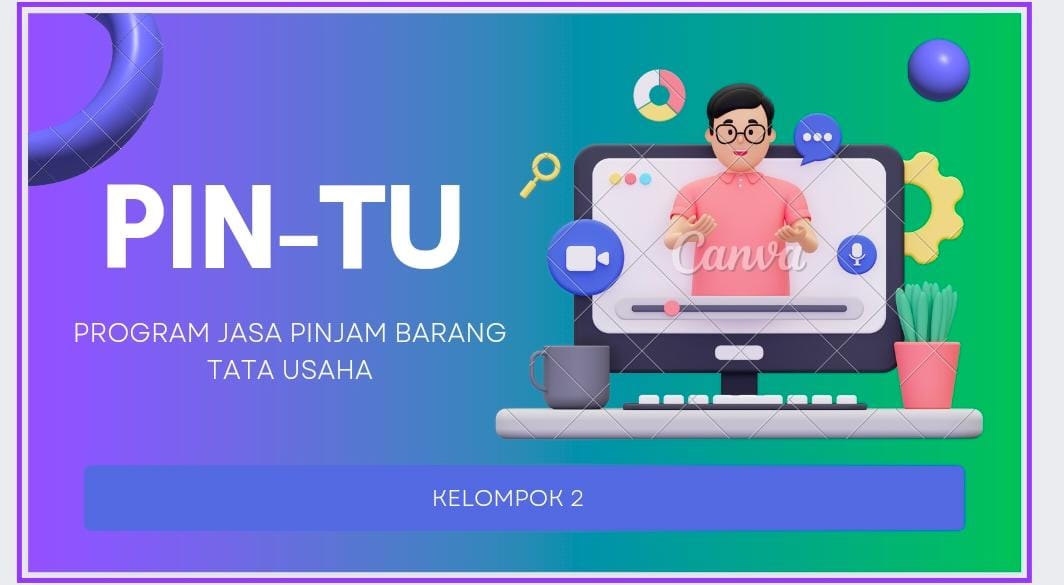 PIN-TU
PROGRAM JASA PINJAM BARANG
TATA USAHA
Canva
KELOMPOK 2